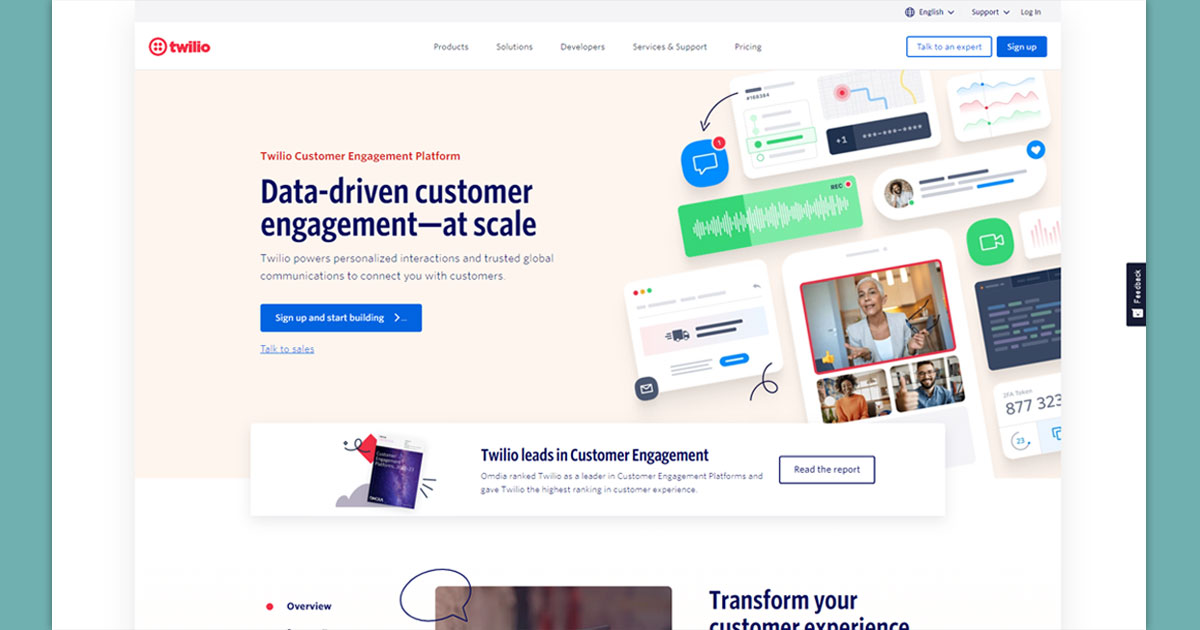 English
Support
Log In
twilio
Products
Solutions
Developers
Services & Support
Pricing
Talk to an expert
Sign up
Twilio Customer Engagement Platform
Data-driven customer
engagement—at scale
Twilio powers personalized interactions and trusted global
communications to connect you with customers.
Sign up and start building
Talk to sales
#168384
+1
1
REC
2FA Token
877 323
23
Feedback
Customer
Engagement
OMDIA
Twilio leads in Customer Engagement
Omdia ranked Twilio as a leader in Customer Engagement Platforms and
gave Twilio the highest ranking in customer experience.
Read the report
Overview
Transform your
customer experience